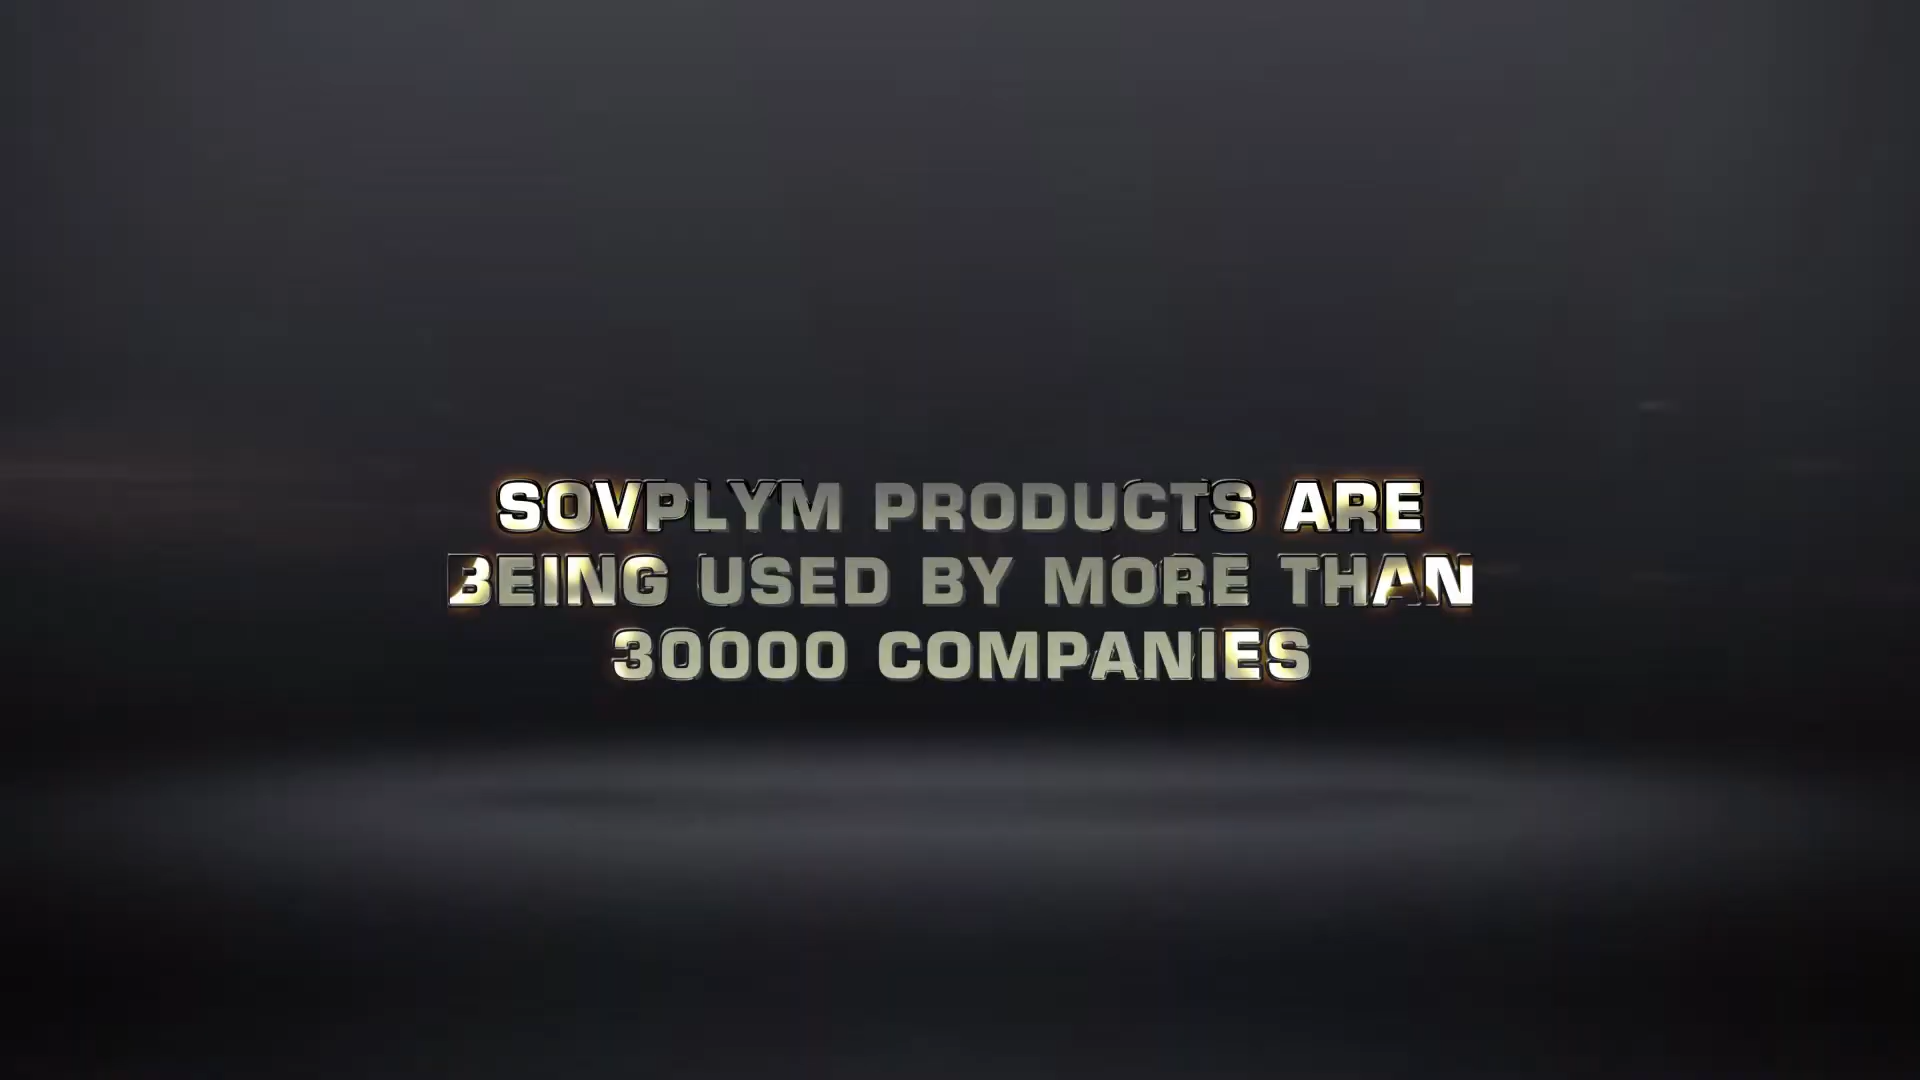 SOVPLYM PRODUCTS ARE
BEING USED BY MORE THAN
30000 COMPANIES